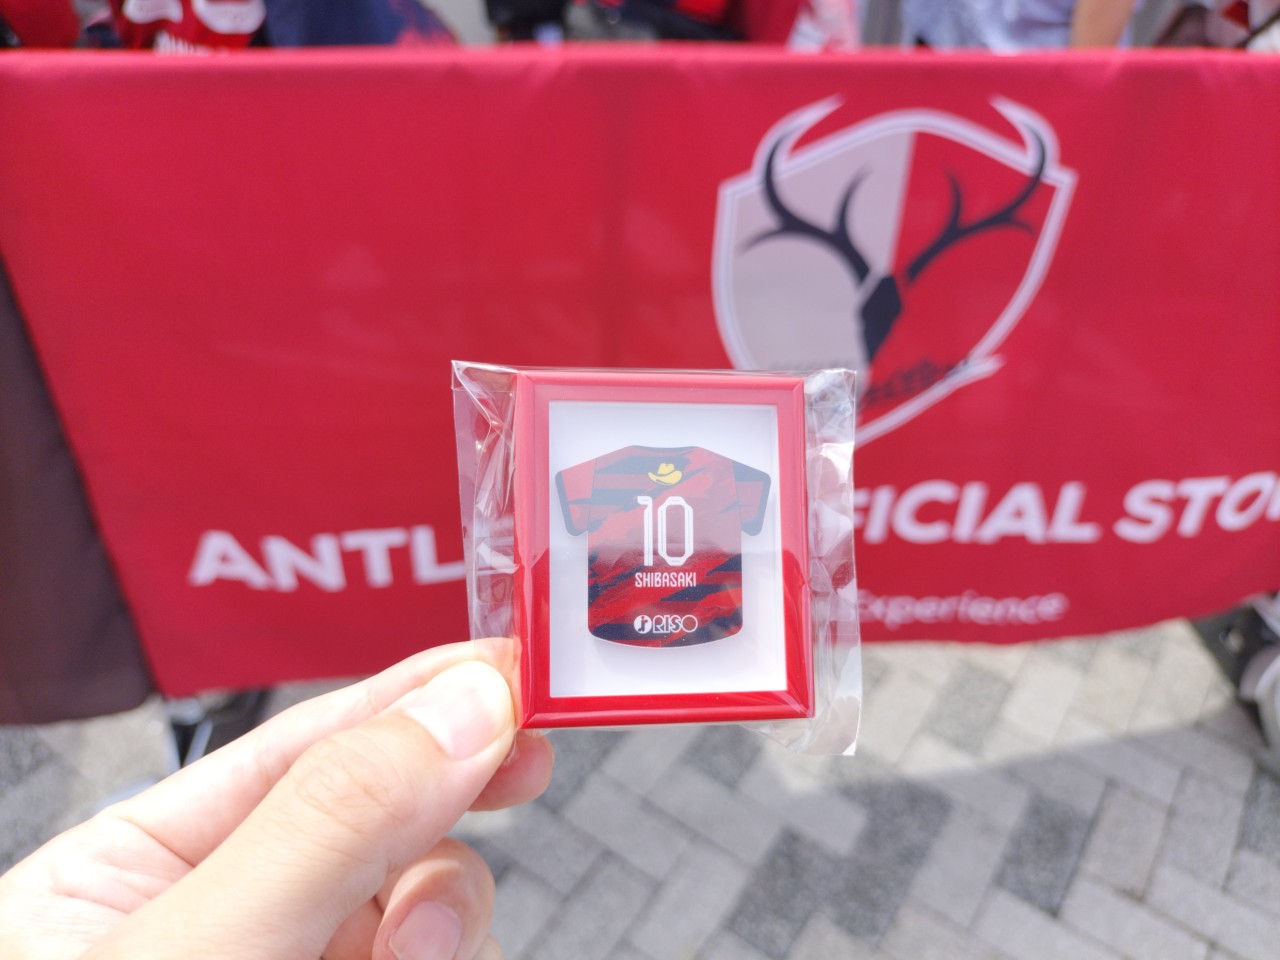 ANTL
FICIAL STO
Experience
10
SHIBASAKI
RISO